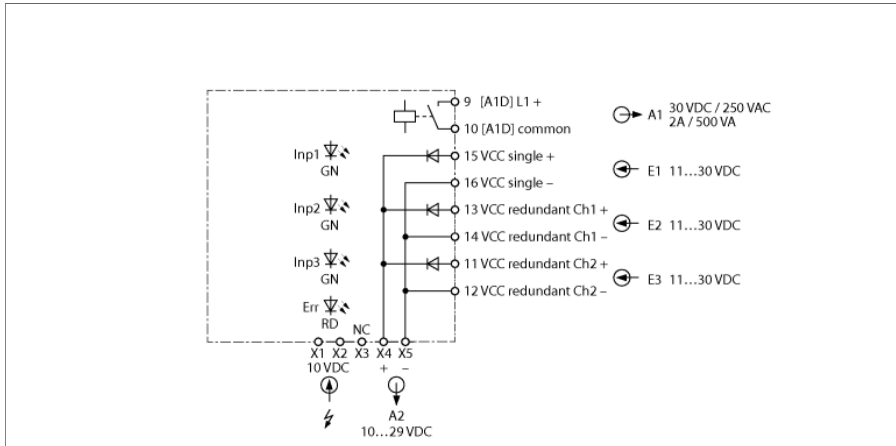 9 [A1D] L1 +
10 [A1D] common
A1 30 VDC / 250 VAC
2A / 500 VA
Inp1
GN
15 VCC single +
16 VCC single –
E1 11...30 VDC
Inp2
GN
13 VCC redundant Ch1 +
14 VCC redundant Ch1 –
E2 11...30 VDC
Inp3
GN
11 VCC redundant Ch2 +
12 VCC redundant Ch2 –
E3 11...30 VDC
Err
RD
NC
X1 X2 X3 X4 X5
10 VDC + –
A2
10...29 VDC